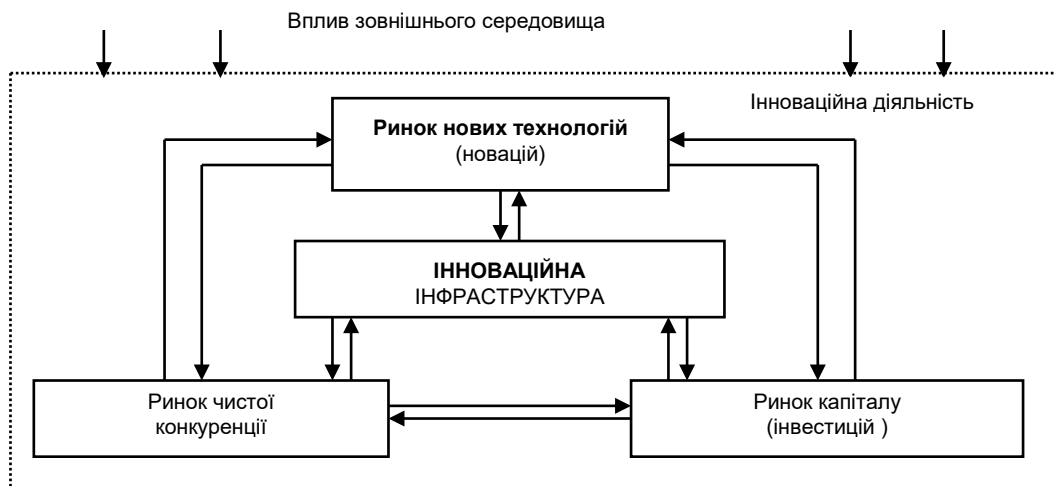 Вплив зовнішнього середовища
Інноваційна діяльність
Ринок нових технологій
(новацій)
ІННОВАЦІЙНА
ІНФРАСТРУКТУРА
Ринок чистої
конкуренції
Ринок капіталу
(інвестицій )